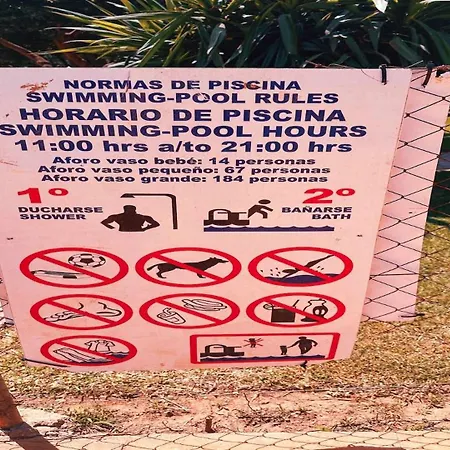 NORMAS DE PISCINA
SWIMMING-POOL RULES
HORARIO DE PISCINA
SWIMMING-POOL HOURS
11:00 hrs a/to 21:00 hrs
Aforo vaso bebé: 14 personas
Aforo vaso pequeño: 67 personas
Aforo vaso grande: 184 personas
1º
DUCHARSE
SHOWER
2º
BAÑARSE
BATH